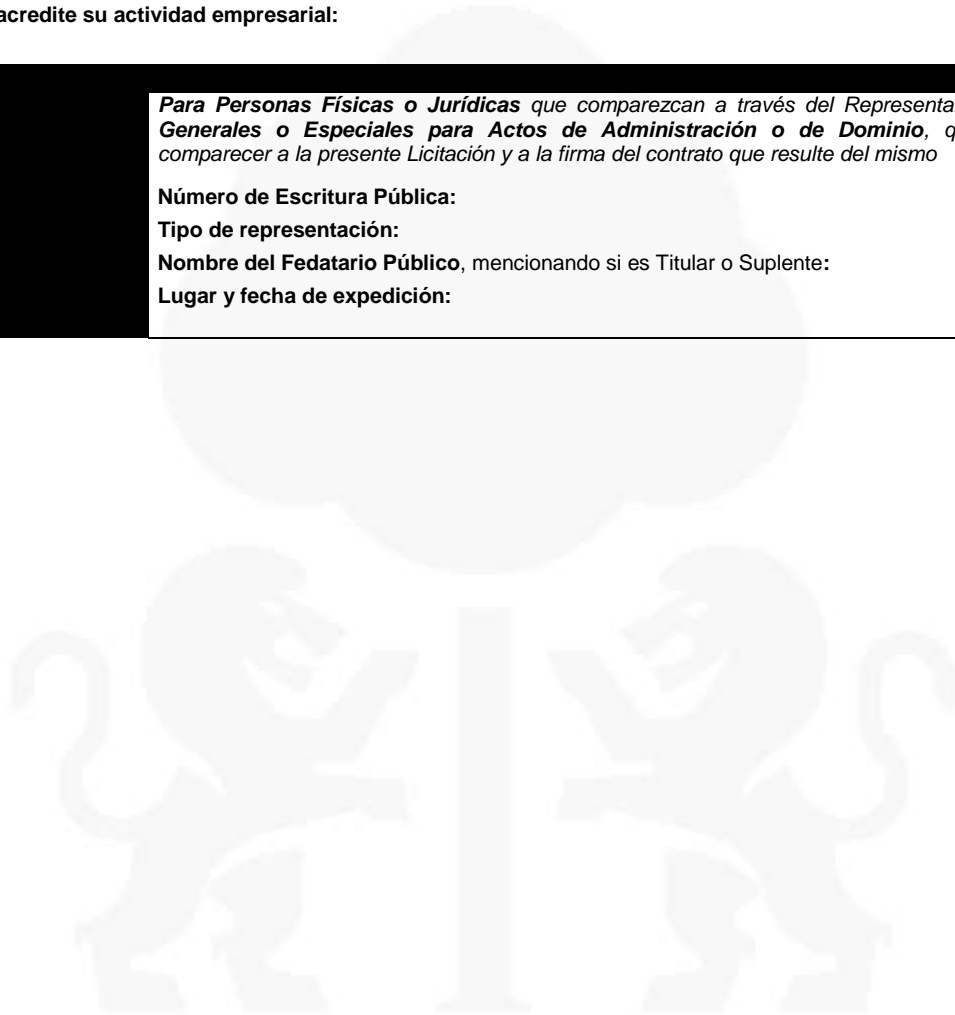 acredite su actividad empresarial:
Para Personas Físicas o Jurídicas que comparezcan a través del Representa
Generales o Especiales para Actos de Administración o de Dominio, q
comparecer a la presente Licitación y a la firma del contrato que resulte del mismo
Número de Escritura Pública:
Tipo de representación:
Nombre del Fedatario Público, mencionando si es Titular o Suplente:
Lugar y fecha de expedición: